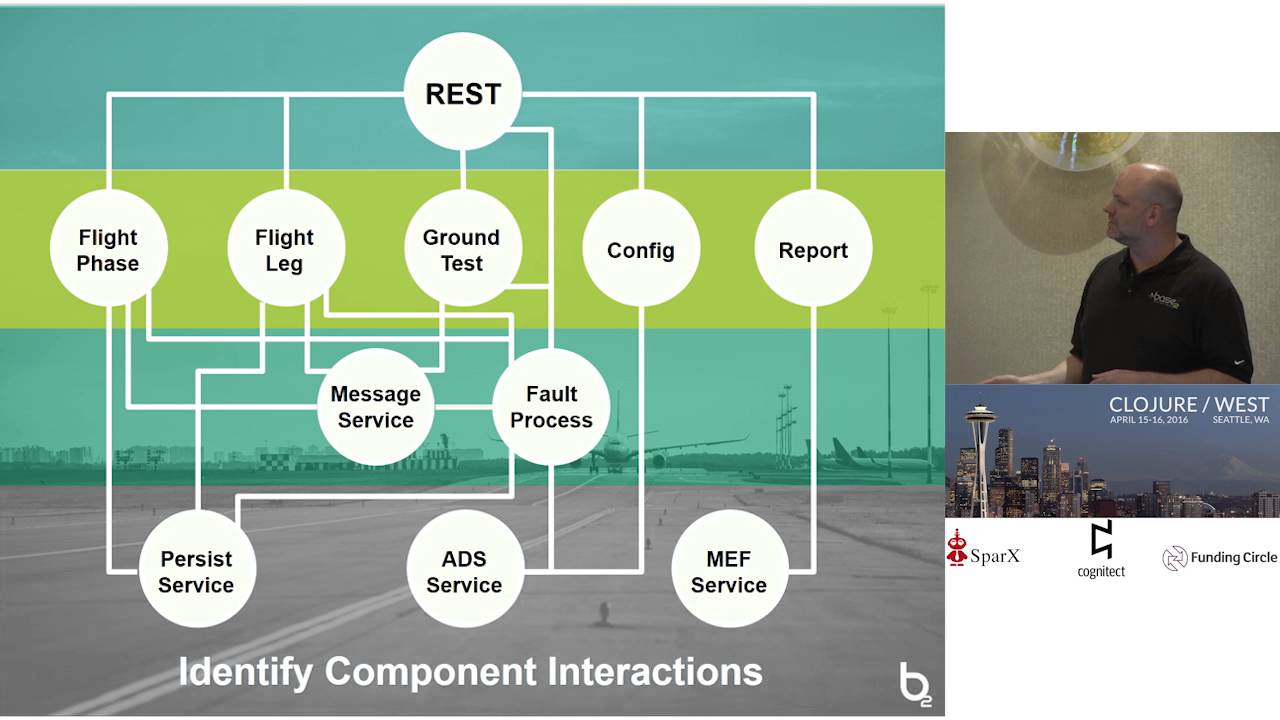 REST
Flight
Phase
Flight
Leg
Ground
Test
Config
Report
Message
Service
Fault
Process
Persist
Service
ADS
Service
MEF
Service
Identify Component Interactions
b2
base
CLOJURE / WEST
APRIL 15-16, 2016 SEATTLE, WA
SparX
cognitect
Funding Circle